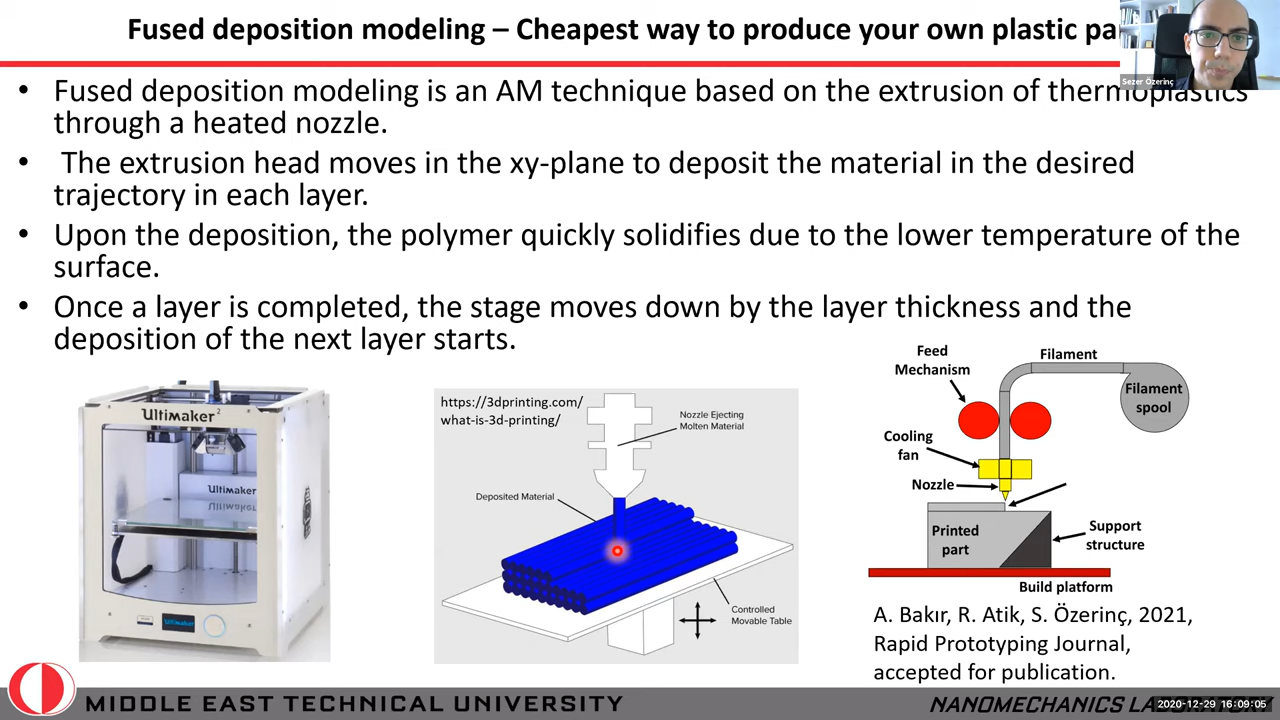 Fused deposition modeling – Cheapest way to produce your own plastic
Sezer Özerinç
• Fused deposition modeling is an AM technique based on the extrusion of thermoplastics
through a heated nozzle.
• The extrusion head moves in the xy-plane to deposit the material in the desired
trajectory in each layer.
• Upon the deposition, the polymer quickly solidifies due to the lower temperature of the
surface.
• Once a layer is completed, the stage moves down by the layer thickness and the
deposition of the next layer starts.
Ultimaker 2
Ultimaker
Ultimaker
https://3dprinting.com/
what-is-3d-printing/
Nozzle Ejecting
Molten Material
Deposited Material
Controlled
Movable Table
Feed
Mechanism
Filament
Filament
spool
Cooling
fan
Nozzle
Printed
part
Support
structure
Build platform
A. Bakır, R. Atik, S. Özerinç, 2021,
Rapid Prototyping Journal,
accepted for publication.
MIDDLE EAST TECHNICAL UNIVERSITY
NANOMECHANICS
2020-12-29 16:09:05